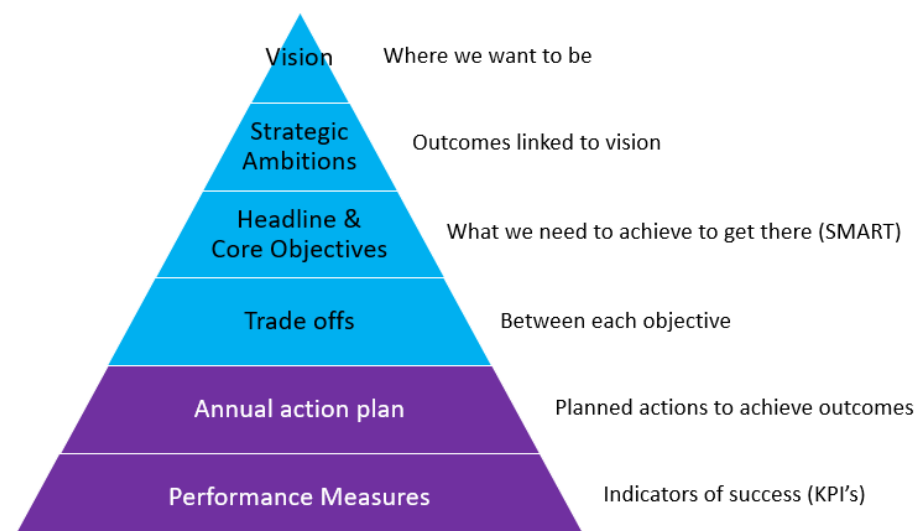 Vision
Where we want to be
Strategic
Ambitions
Outcomes linked to vision
Headline &
Core Objectives
What we need to achieve to get there (SMART)
Trade offs
Between each objective
Annual action plan
Planned actions to achieve outcomes
Performance Measures
Indicators of success (KPI's)